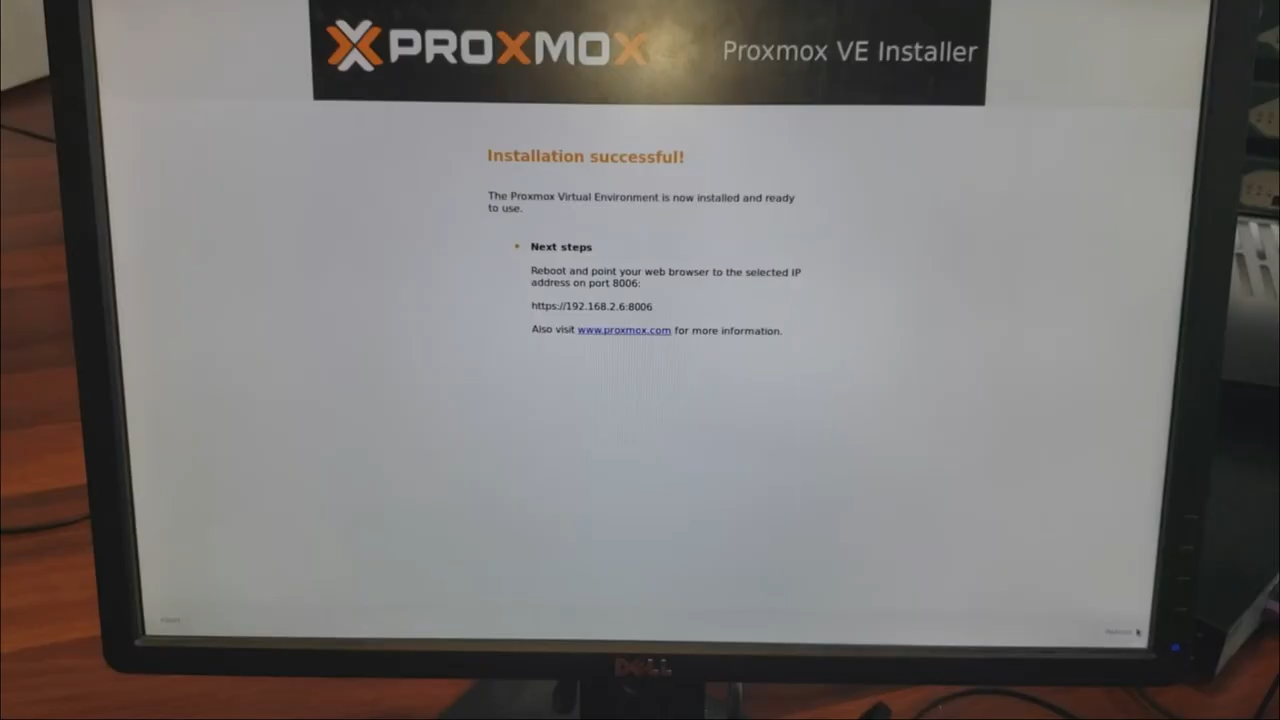 PROXMOX
Proxmox VE Installer
Installation successful!
The Proxmox Virtual Environment is now installed and ready
to use.
Next steps
Reboot and point your web browser to the selected IP
address on port 8006:
https://192.168.2.6:8006
Also visit www.proxmox.com for more information.
DELL